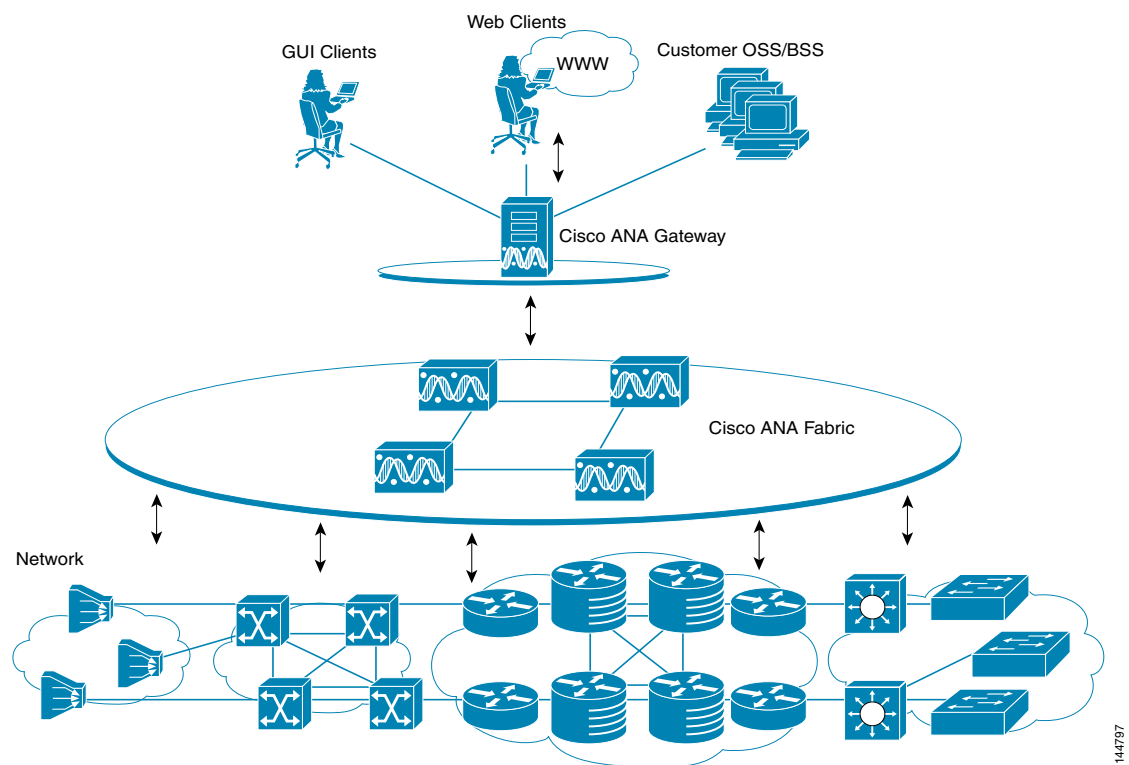 Web Clients
GUI Clients
Customer OSS/BSS
WWW
Cisco ANA Gateway
Cisco ANA Fabric
Network
144797